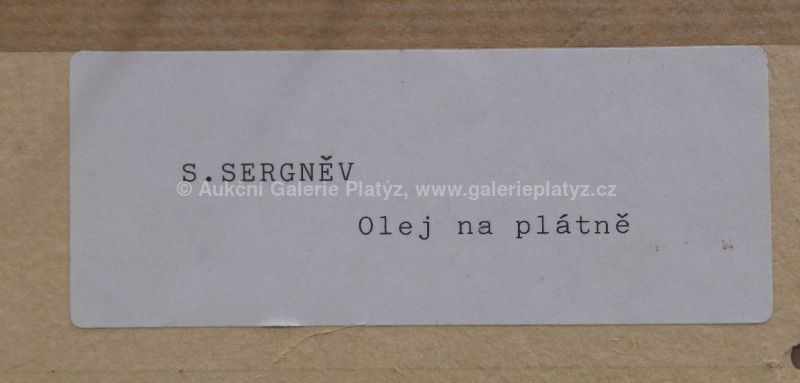 S.SERGNĚV
© Aukční Galerie Platýz, www.galerieplatyz.cz
Olej na plátně